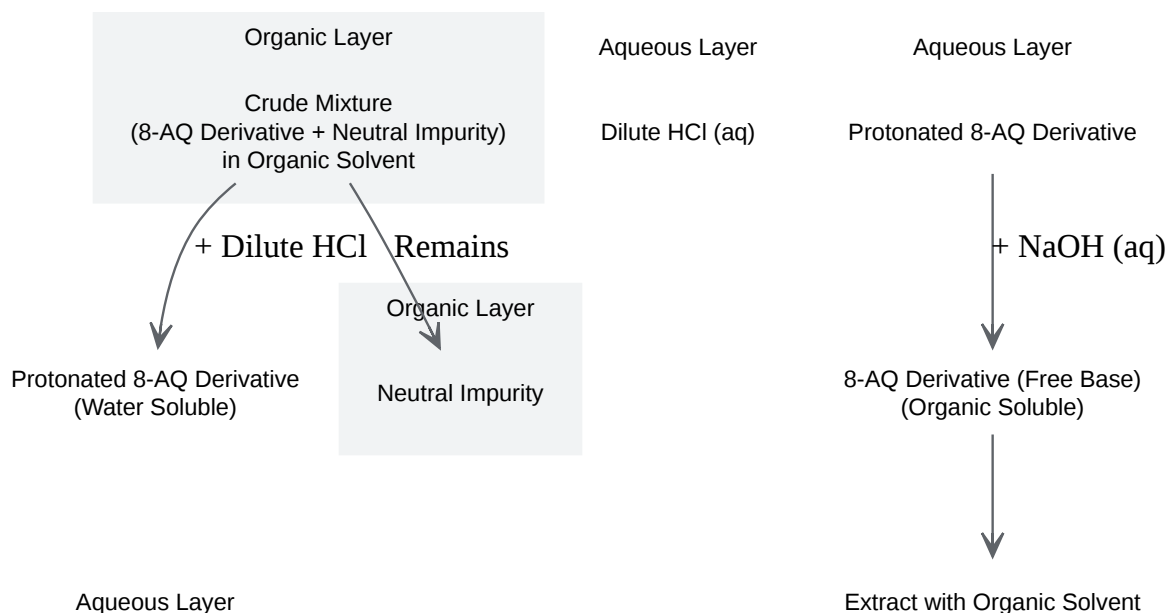 Organic Layer
Crude Mixture
(8-AQ Derivative + Neutral Impurity)
in Organic Solvent
Aqueous Layer
Dilute HCl (aq)
Aqueous Layer
Protonated 8-AQ Derivative
+ Dilute HCl
Remains
+ NaOH (aq)
Organic Layer
Neutral Impurity
Protonated 8-AQ Derivative
(Water Soluble)
8-AQ Derivative (Free Base)
(Organic Soluble)
Aqueous Layer
Extract with Organic Solvent